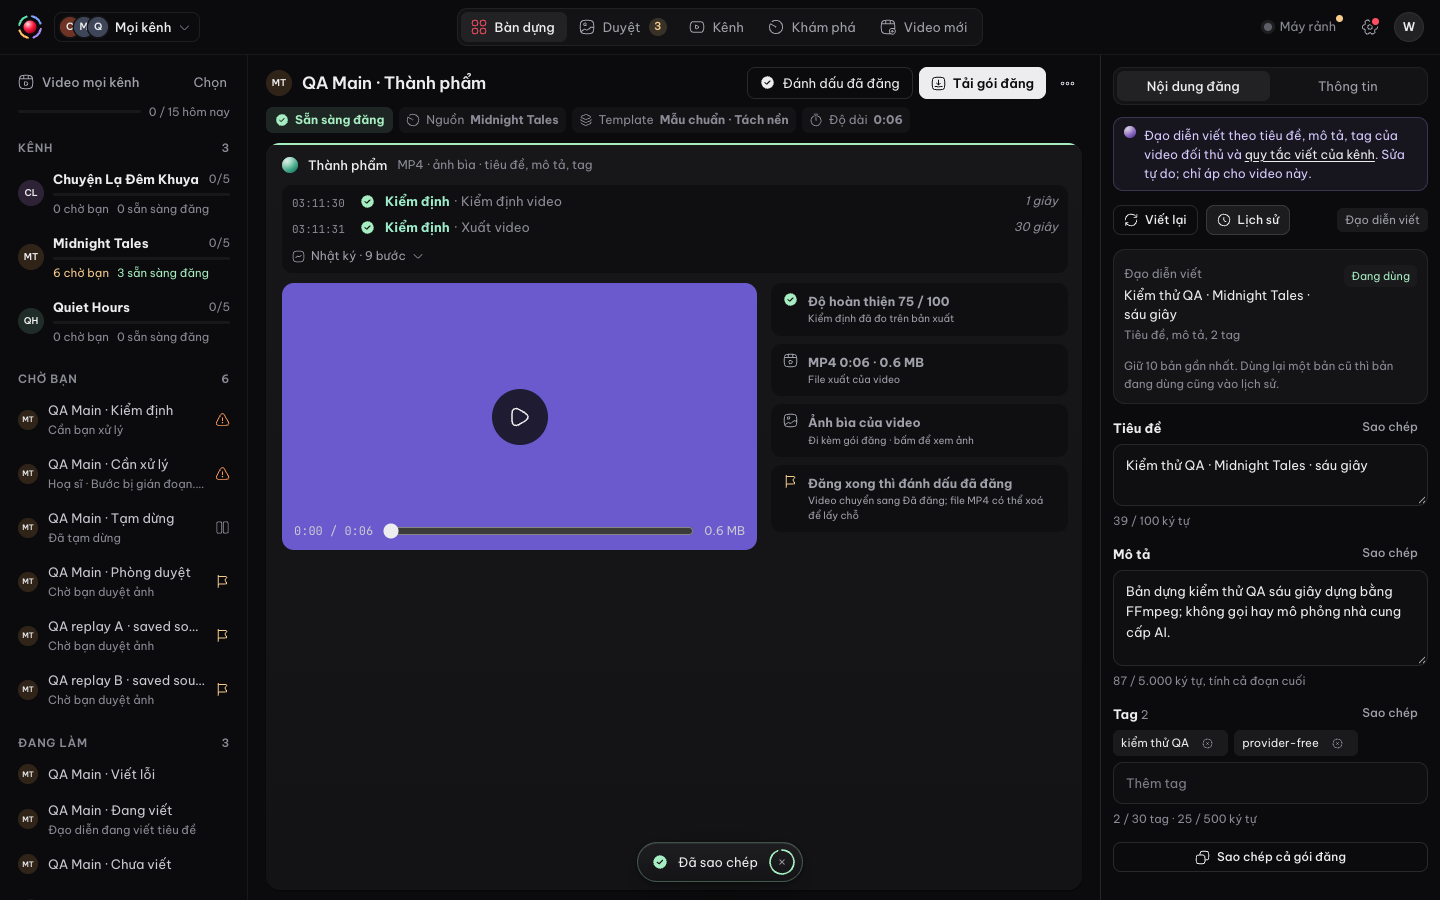 C M Q Mọi kênh
Bàn dựng
Duyệt 3
Kênh
Khám phá
Video mới
Máy rảnh
W
Video mọi kênh
Chọn
0 / 15 hôm nay
KÊNH 3
CL
Chuyện Lạ Đêm Khuya 0/5
0 chờ bạn 0 sẵn sàng đăng
MT
Midnight Tales 0/5
6 chờ bạn 3 sẵn sàng đăng
QH
Quiet Hours 0/5
0 chờ bạn 0 sẵn sàng đăng
CHỜ BẠN 6
MT
QA Main · Kiểm định
Cần bạn xử lý
MT
QA Main · Cần xử lý
Hoạ sĩ · Bước bị gián đoạn....
MT
QA Main · Tạm dừng
Đã tạm dừng
MT
QA Main · Phòng duyệt
Chờ bạn duyệt ảnh
MT
QA replay A · saved so...
Chờ bạn duyệt ảnh
MT
QA replay B · saved sou...
Chờ bạn duyệt ảnh
ĐANG LÀM 3
MT
QA Main · Viết lỗi
MT
QA Main · Đang viết
Đạo diễn đang viết tiêu đề
MT
QA Main · Chưa viết
MT
QA Main · Thành phẩm
Đánh dấu đã đăng
Tải gói đăng
Sẵn sàng đăng
Nguồn Midnight Tales
Template Mẫu chuẩn · Tách nền
Độ dài 0:06
Thành phẩm MP4 · ảnh bìa · tiêu đề, mô tả, tag
03:11:30 Kiểm định · Kiểm định video 1 giây
03:11:31 Kiểm định · Xuất video 30 giây
Nhật ký · 9 bước
0:00 / 0:06
0.6 MB
Độ hoàn thiện 75 / 100
Kiểm định đã đo trên bản xuất
MP4 0:06 · 0.6 MB
File xuất của video
Ảnh bìa của video
Đi kèm gói đăng · bấm để xem ảnh
Đăng xong thì đánh dấu đã đăng
Video chuyển sang Đã đăng; file MP4 có thể xoá
để lấy chỗ
Đã sao chép
Nội dung đăng
Thông tin
Đạo diễn viết theo tiêu đề, mô tả, tag của
video đối thủ và quy tắc viết của kênh. Sửa
tự do; chỉ áp cho video này.
Viết lại
Lịch sử
Đạo diễn viết
Đạo diễn viết
Đang dùng
Kiểm thử QA · Midnight Tales ·
sáu giây
Tiêu đề, mô tả, 2 tag
Giữ 10 bản gần nhất. Dùng lại một bản cũ thì bản
đang dùng cũng vào lịch sử.
Tiêu đề
Sao chép
Kiểm thử QA · Midnight Tales · sáu giây
39 / 100 ký tự
Mô tả
Sao chép
Bản dựng kiểm thử QA sáu giây dựng bằng
FFmpeg; không gọi hay mô phỏng nhà cung
cấp AI.
87 / 5.000 ký tự, tính cả đoạn cuối
Tag 2
Sao chép
kiểm thử QA
provider-free
Thêm tag
2 / 30 tag · 25 / 500 ký tự
Sao chép cả gói đăng